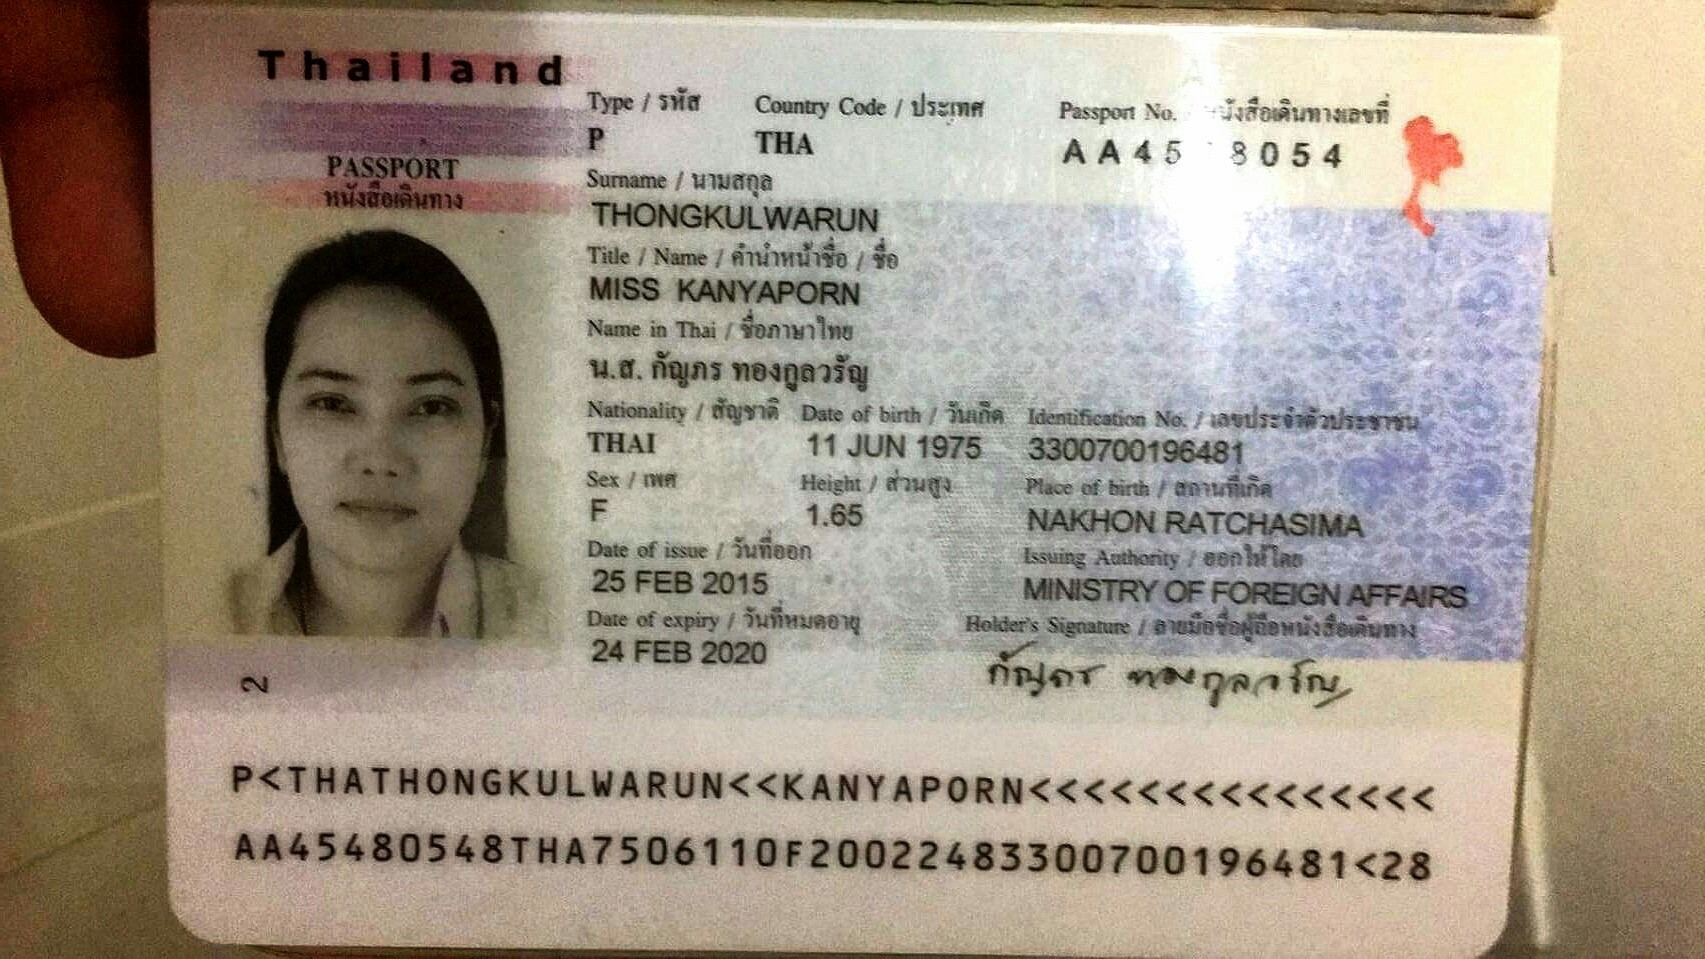 Thailand
Type / รหัส Country Code / ประเทศ Passport No. หนังสือเดินทางเลขที่
P THA AA45 8054
PASSPORT
หนังสือเดินทาง
Surname / นามสกุล
THONGKULWARUN
Title / Name / คำนำหน้าชื่อ / ชื่อ
MISS KANYAPORN
Name in Thai / ชื่อภาษาไทย
น.ส. กัญภร ทองกูลวรัญ
Nationality / สัญชาติ Date of birth / วันเกิด Identification No. / เลขประจำตัวประชาชน
THAI 11 JUN 1975 3300700196481
Sex / เพศ Height / ส่วนสูง Place of birth / สถานที่เกิด
F 1.65 NAKHON RATCHASIMA
Date of issue / วันที่ออก Issuing Authority / ออกให้โดย
25 FEB 2015 MINISTRY OF FOREIGN AFFAIRS
Date of expiry / วันที่หมดอายุ Holder's Signature / ลายมือชื่อผู้ถือหนังสือเดินทาง
24 FEB 2020 กัญภร ทองกูลวรัญ
2
P<THATHONGKULWARUN<<KANYAPORN<<<<<<<<<<<<<<<
AA45480548THA7506110F20022483300700196481<28